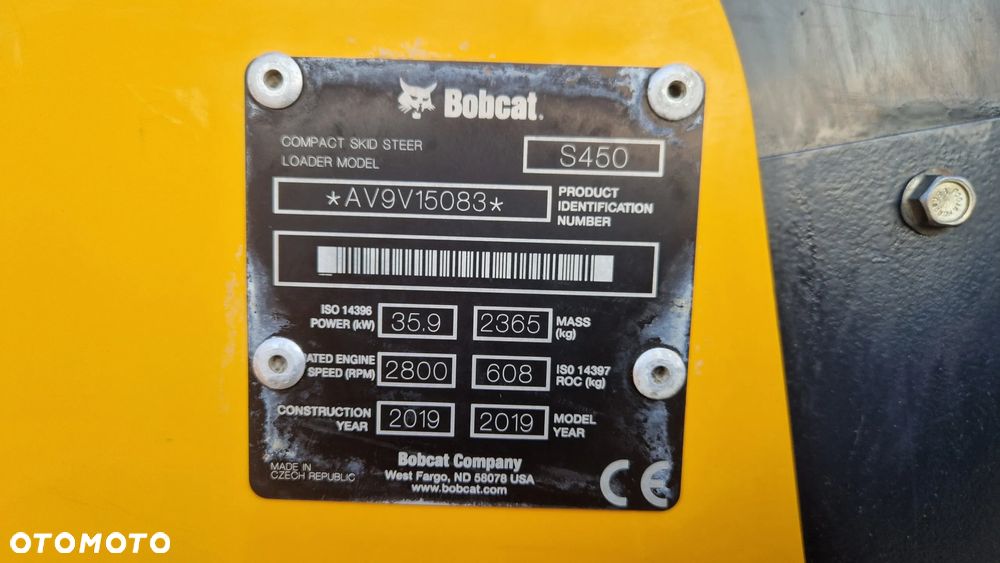 Bobcat®
COMPACT SKID STEER
LOADER MODEL
S450
*AV9V15083*
PRODUCT
IDENTIFICATION
NUMBER
ISO 14396
POWER (kW)
35.9
2365
MASS
(kg)
RATED ENGINE
SPEED (RPM)
2800
608
ISO 14397
ROC (kg)
CONSTRUCTION
YEAR
2019
2019
MODEL
YEAR
Bobcat Company
West Fargo, ND 58078 USA
www.bobcat.com
MADE IN
CZECH REPUBLIC
CE
OTOMOTO